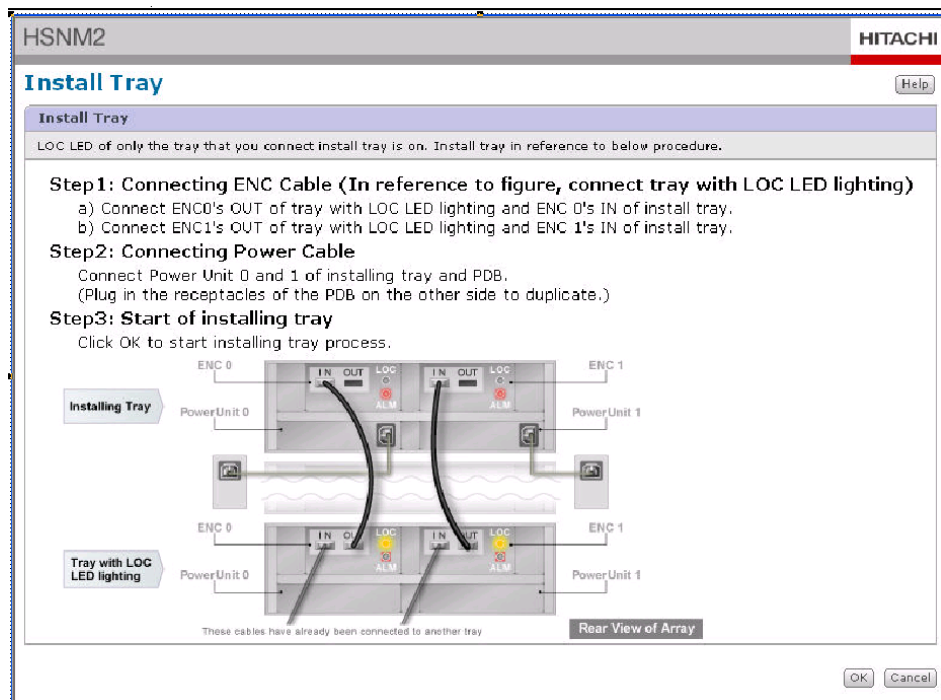 HSNM2
HITACHI
Install Tray
Help
Install Tray
LOC LED of only the tray that you connect install tray is on. Install tray in reference to below procedure.
Step1: Connecting ENC Cable (In reference to figure, connect tray with LOC LED lighting)
a) Connect ENC0's OUT of tray with LOC LED lighting and ENC 0's IN of install tray.
b) Connect ENC1's OUT of tray with LOC LED lighting and ENC 1's IN of install tray.
Step2: Connecting Power Cable
Connect Power Unit 0 and 1 of installing tray and PDB.
(Plug in the receptacles of the PDB on the other side to duplicate.)
Step3: Start of installing tray
Click OK to start installing tray process.
ENC 0
IN OUT LOC
IN OUT LOC
ENC 1
ALM
ALM
Installing Tray
PowerUnit 0
PowerUnit 1
ENC 0
IN OUT LOC
IN OUT LOC
ENC 1
ALM
ALM
Tray with LOC
LED lighting
PowerUnit 0
PowerUnit 1
These cables have already been connected to another tray
Rear View of Array
OK
Cancel